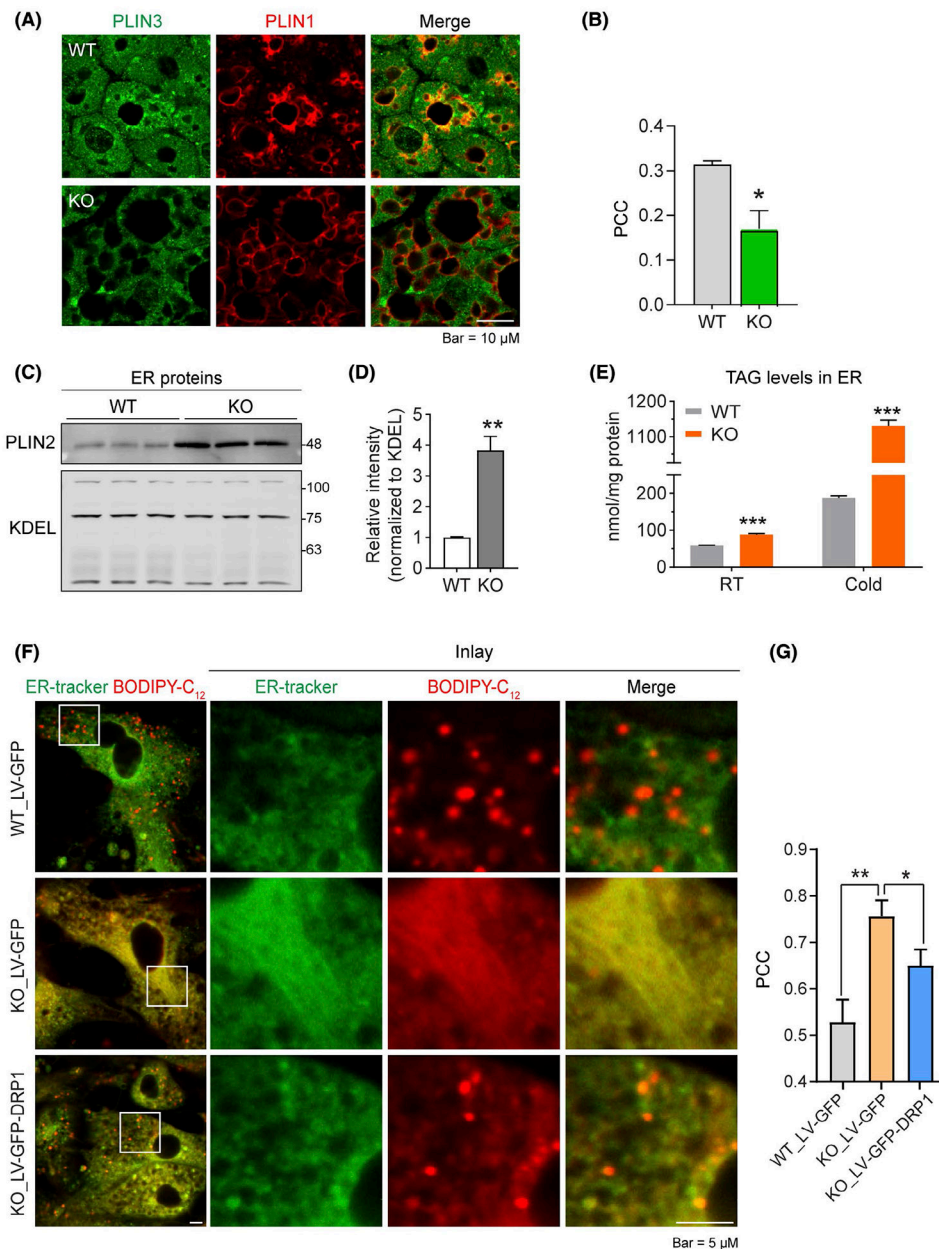 (A)
PLIN3 PLIN1 Merge
WT
KO
Bar = 10 µM
(B)
PCC
0.4
0.3
0.2
0.1
0.0
*
WT KO
(C)
ER proteins
WT KO
PLIN2
48
KDEL
100
75
63
(D)
Relative intensity
(normalized to KDEL)
5
4
3
2
1
0
**
WT KO
(E)
TAG levels in ER
nmol/mg protein
1200
1100
200
100
0
WT
KO
***
***
RT Cold
(F)
Inlay
ER-tracker BODIPY-C12
ER-tracker BODIPY-C12 Merge
WT_LV-GFP
KO_LV-GFP
KO_LV-GFP-DRP1
Bar = 5 µM
(G)
PCC
0.9
0.8
0.7
0.6
0.5
0.4
** *
WT_LV-GFP
KO_LV-GFP
KO_LV-GFP-DRP1